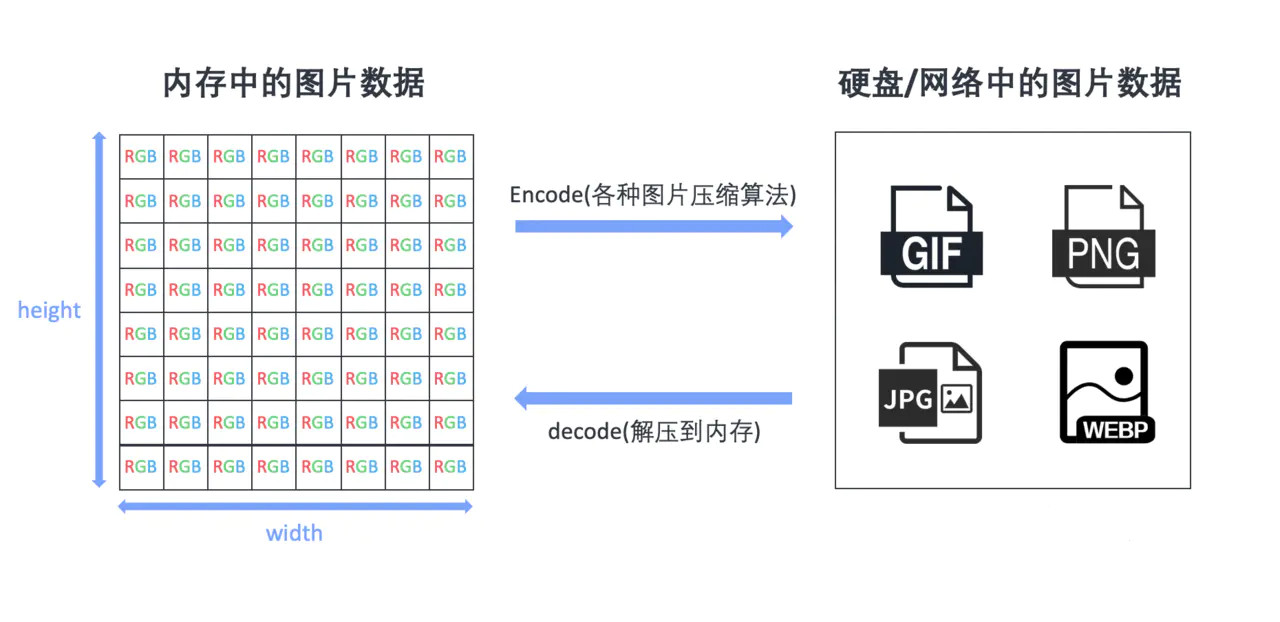 内存中的图片数据
硬盘/网络中的图片数据
RGB RGB RGB RGB RGB RGB RGB RGB
RGB RGB RGB RGB RGB RGB RGB RGB
RGB RGB RGB RGB RGB RGB RGB RGB
RGB RGB RGB RGB RGB RGB RGB RGB
RGB RGB RGB RGB RGB RGB RGB RGB
RGB RGB RGB RGB RGB RGB RGB RGB
RGB RGB RGB RGB RGB RGB RGB RGB
RGB RGB RGB RGB RGB RGB RGB RGB
height
width
Encode(各种图片压缩算法)
decode(解压到内存)
GIF
PNG
JPG
WEBP